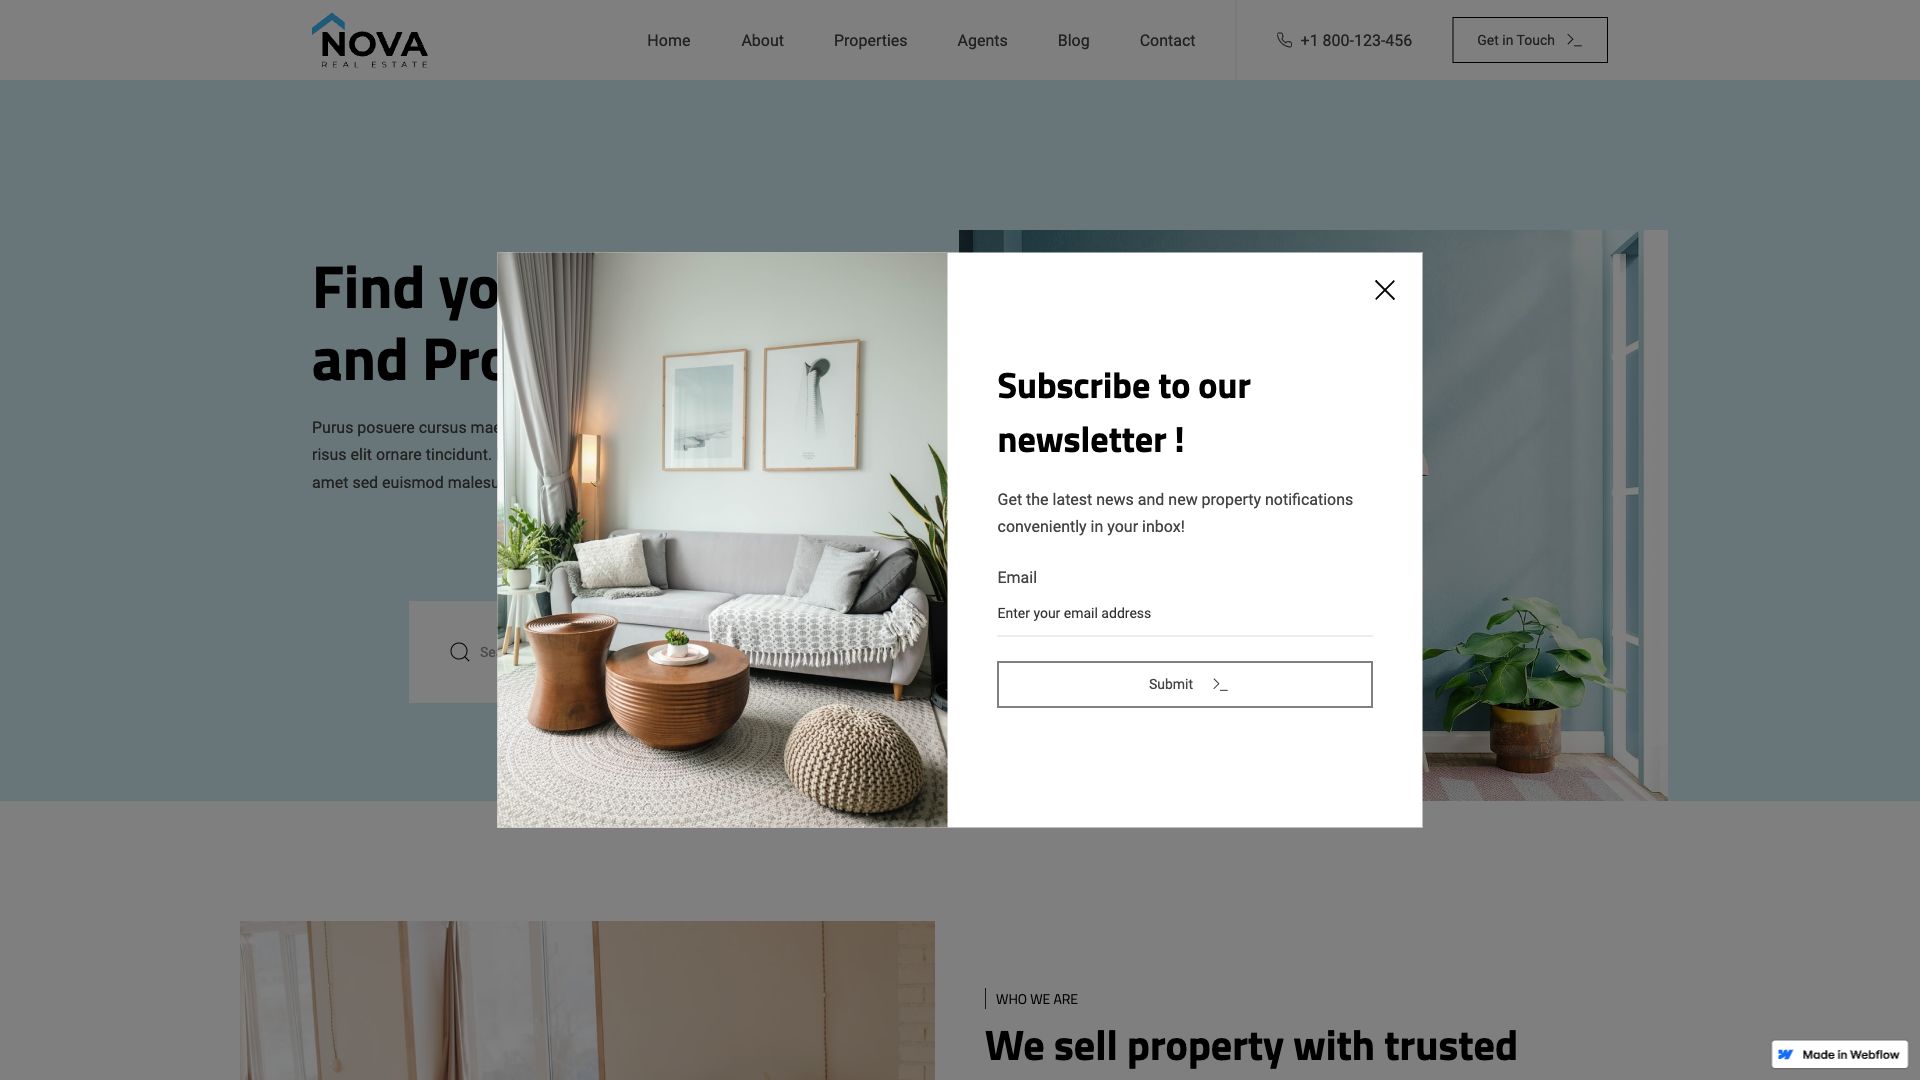 NOVA
REAL ESTATE
Home About Properties Agents Blog Contact +1 800-123-456 Get in Touch
Find yo
and Pro
Purus posuere cursus mae
risus elit ornare tincidunt.
amet sed euismod malesu
Se
Subscribe to our
newsletter !
Get the latest news and new property notifications
conveniently in your inbox!
Email
Enter your email address
Submit
WHO WE ARE
We sell property with trusted
Made in Webflow